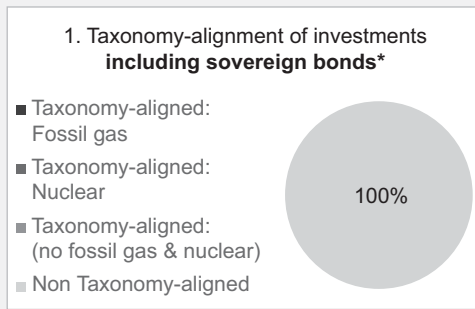 1. Taxonomy-alignment of investments
including sovereign bonds*
Taxonomy-aligned:
Fossil gas
Taxonomy-aligned:
Nuclear
Taxonomy-aligned:
(no fossil gas & nuclear)
Non Taxonomy-aligned
100%